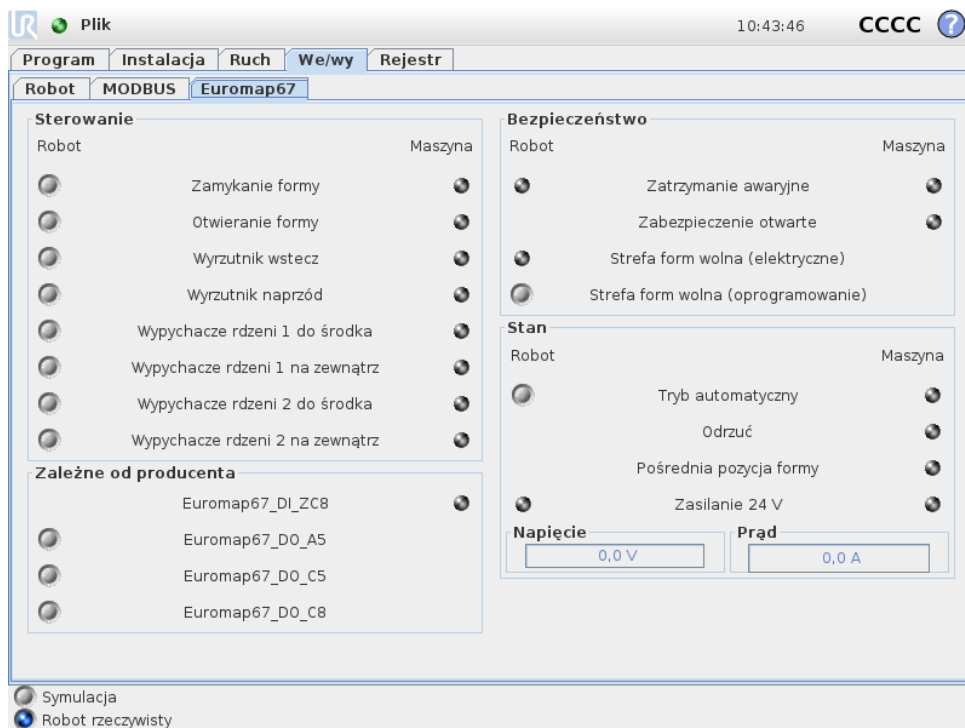 UR Plik 10:43:46 CCCC ?
Program Instalacja Ruch We/wy Rejestr
Robot MODBUS Euromap67
Sterowanie
Robot Maszyna
Zamykanie formy
Otwieranie formy
Wyrzutnik wstecz
Wyrzutnik naprzód
Wypychacze rdzeni 1 do środka
Wypychacze rdzeni 1 na zewnątrz
Wypychacze rdzeni 2 do środka
Wypychacze rdzeni 2 na zewnątrz
Zależne od producenta
Euromap67_DI_ZC8
Euromap67_DO_A5
Euromap67_DO_C5
Euromap67_DO_C8
Bezpieczeństwo
Robot Maszyna
Zatrzymanie awaryjne
Zabezpieczenie otwarte
Strefa form wolna (elektryczne)
Strefa form wolna (oprogramowanie)
Stan
Robot Maszyna
Tryb automatyczny
Odrzuć
Pośrednia pozycja formy
Zasilanie 24 V
Napięcie Prąd
0,0 V 0,0 A
Symulacja
Robot rzeczywisty